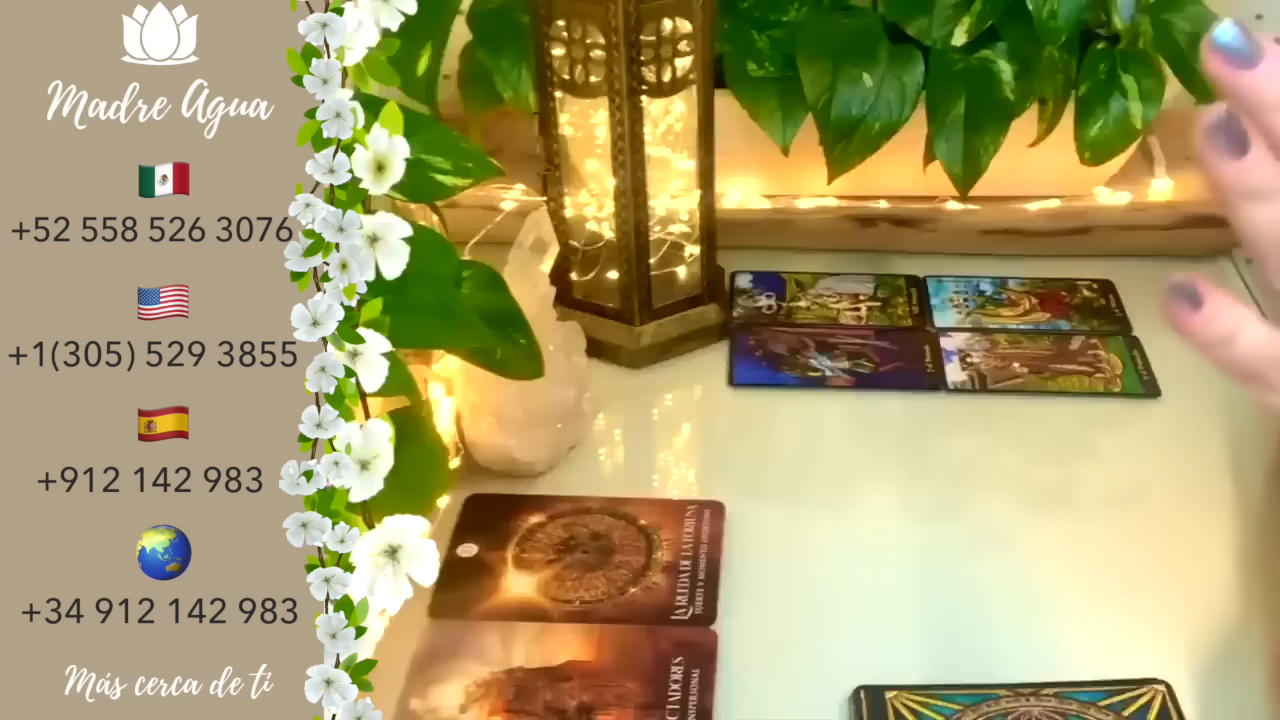 Madre Agua
+52 558 526 3076
+1(305) 529 3855
+912 142 983
+34 912 142 983
Más cerca de ti
LA RUEDA DE LA FORTUNA